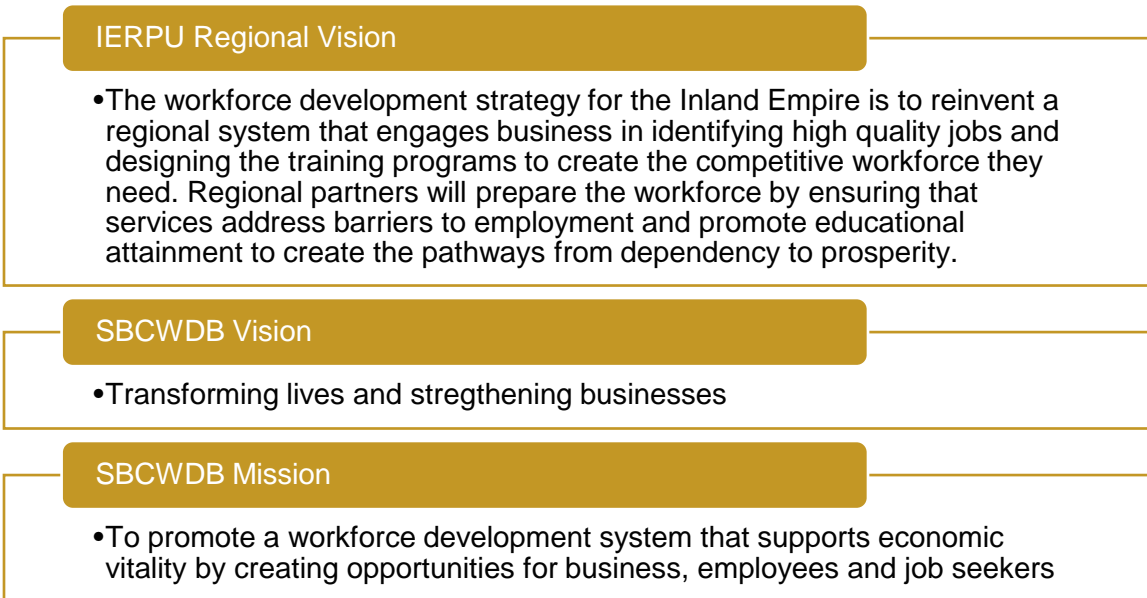 IERPU Regional Vision
•The workforce development strategy for the Inland Empire is to reinvent a
regional system that engages business in identifying high quality jobs and
designing the training programs to create the competitive workforce they
need. Regional partners will prepare the workforce by ensuring that
services address barriers to employment and promote educational
attainment to create the pathways from dependency to prosperity.
SBCWDB Vision
•Transforming lives and stregthening businesses
SBCWDB Mission
•To promote a workforce development system that supports economic
vitality by creating opportunities for business, employees and job seekers